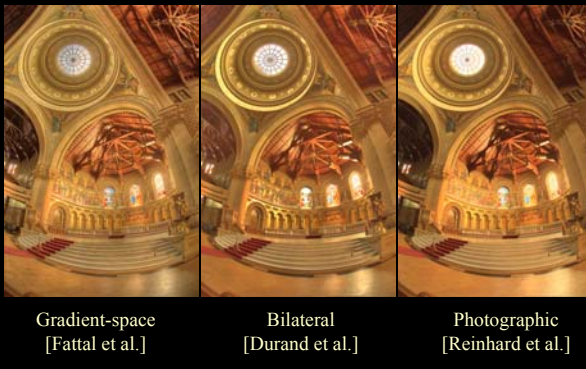 Gradient-space
[Fattal et al.]
Bilateral
[Durand et al.]
Photographic
[Reinhard et al.]